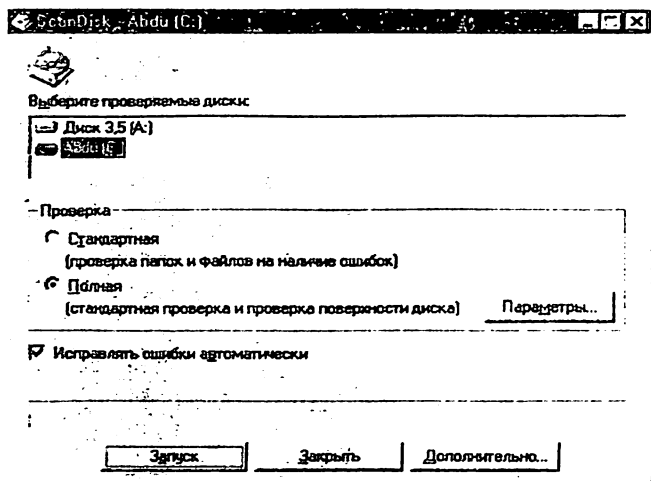 ScanDisk - Abdu (C:)
Выберите проверяемые диски:
Диск 3,5 (A:)
Abdu (C:)
Проверка
Стандартная
(проверка папок и файлов на наличие ошибок)
Полная
(стандартная проверка и проверка поверхности диска)
Параметры...
Исправлять ошибки автоматически
Запуск
Закрыть
Дополнительно...